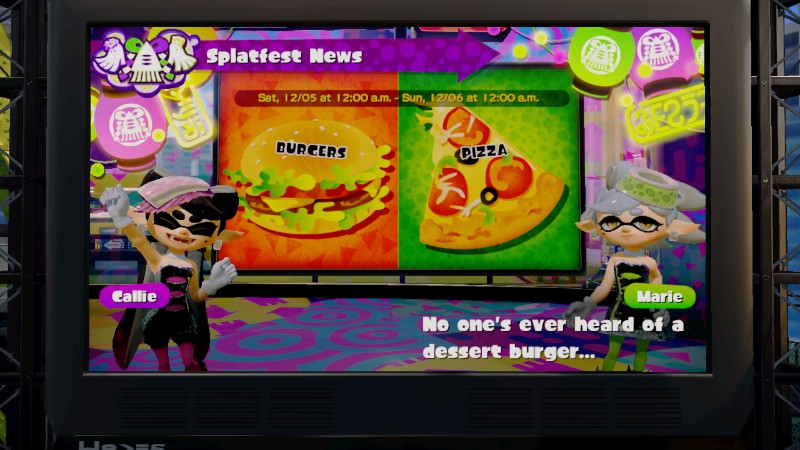 Splatfest News
Sat, 12/05 at 12:00 a.m. - Sun, 12/06 at 12:00 a.m.
BURGERS
PIZZA
Callie
Marie
No one's ever heard of a
dessert burger...